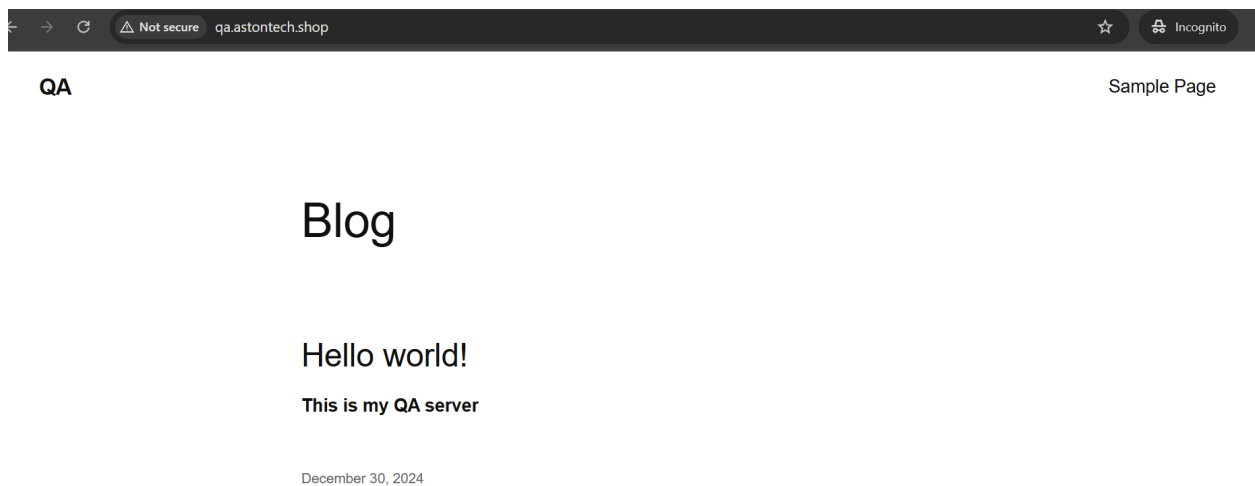 Not secure qa.astontech.shop Incognito
QA Sample Page
Blog
Hello world!
This is my QA server
December 30, 2024